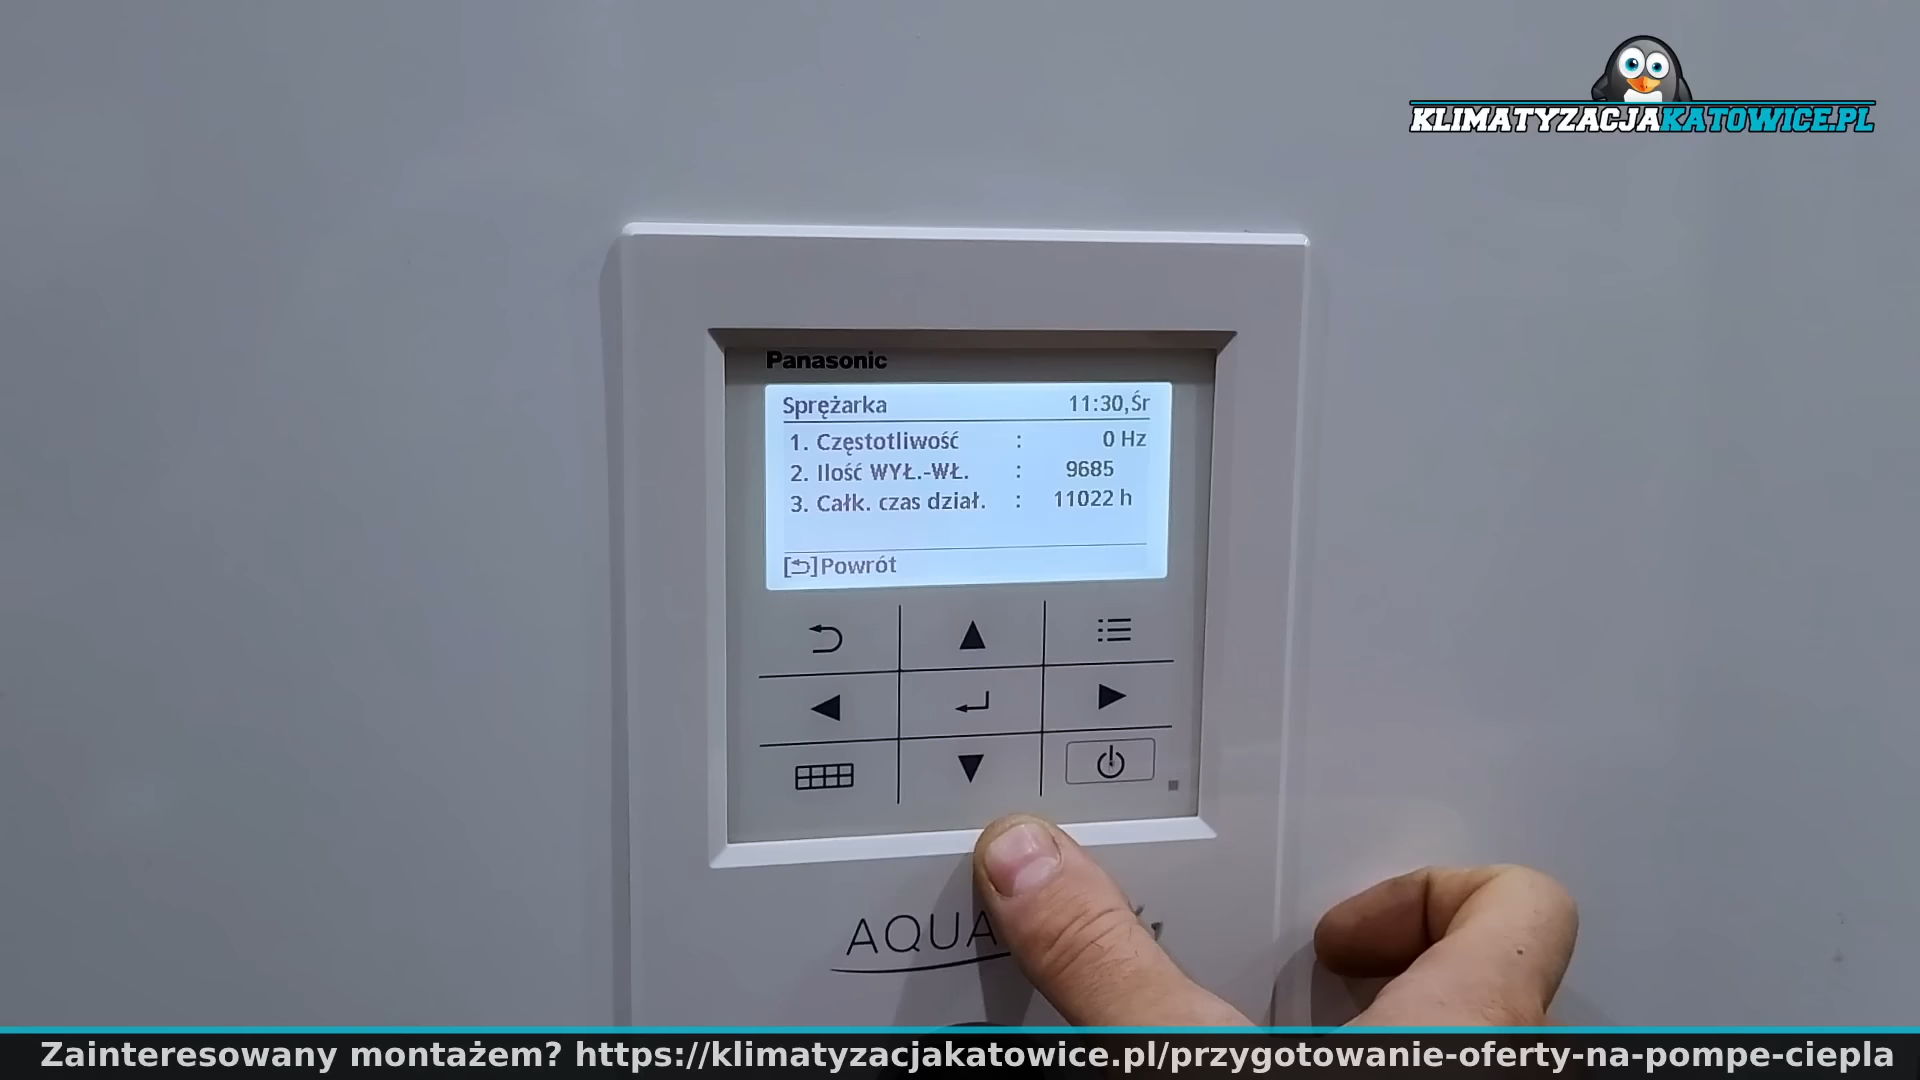 KLIMATYZACJAKATOWICE.PL
Panasonic
Sprężarka 11:30,Śr
1. Częstotliwość : 0 Hz
2. Ilość WYŁ.-WŁ. : 9685
3. Całk. czas dział. : 11022 h
[⮌]Powrót
AQUA
Zainteresowany montażem? https://klimatyzacjakatowice.pl/przygotowanie-oferty-na-pompe-ciepla